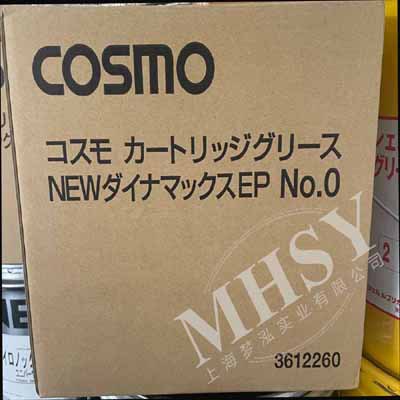 COSMO
コスモ カートリッジグリース
NEWダイナマックスEP No.0
MHSY
上海梦泓实业有限公司
3612260
2